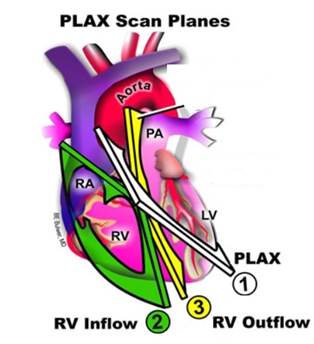 PLAX Scan Planes
Aorta
PA
RA
RV
LV
PLAX
1
RV Inflow 2
3 RV Outflow